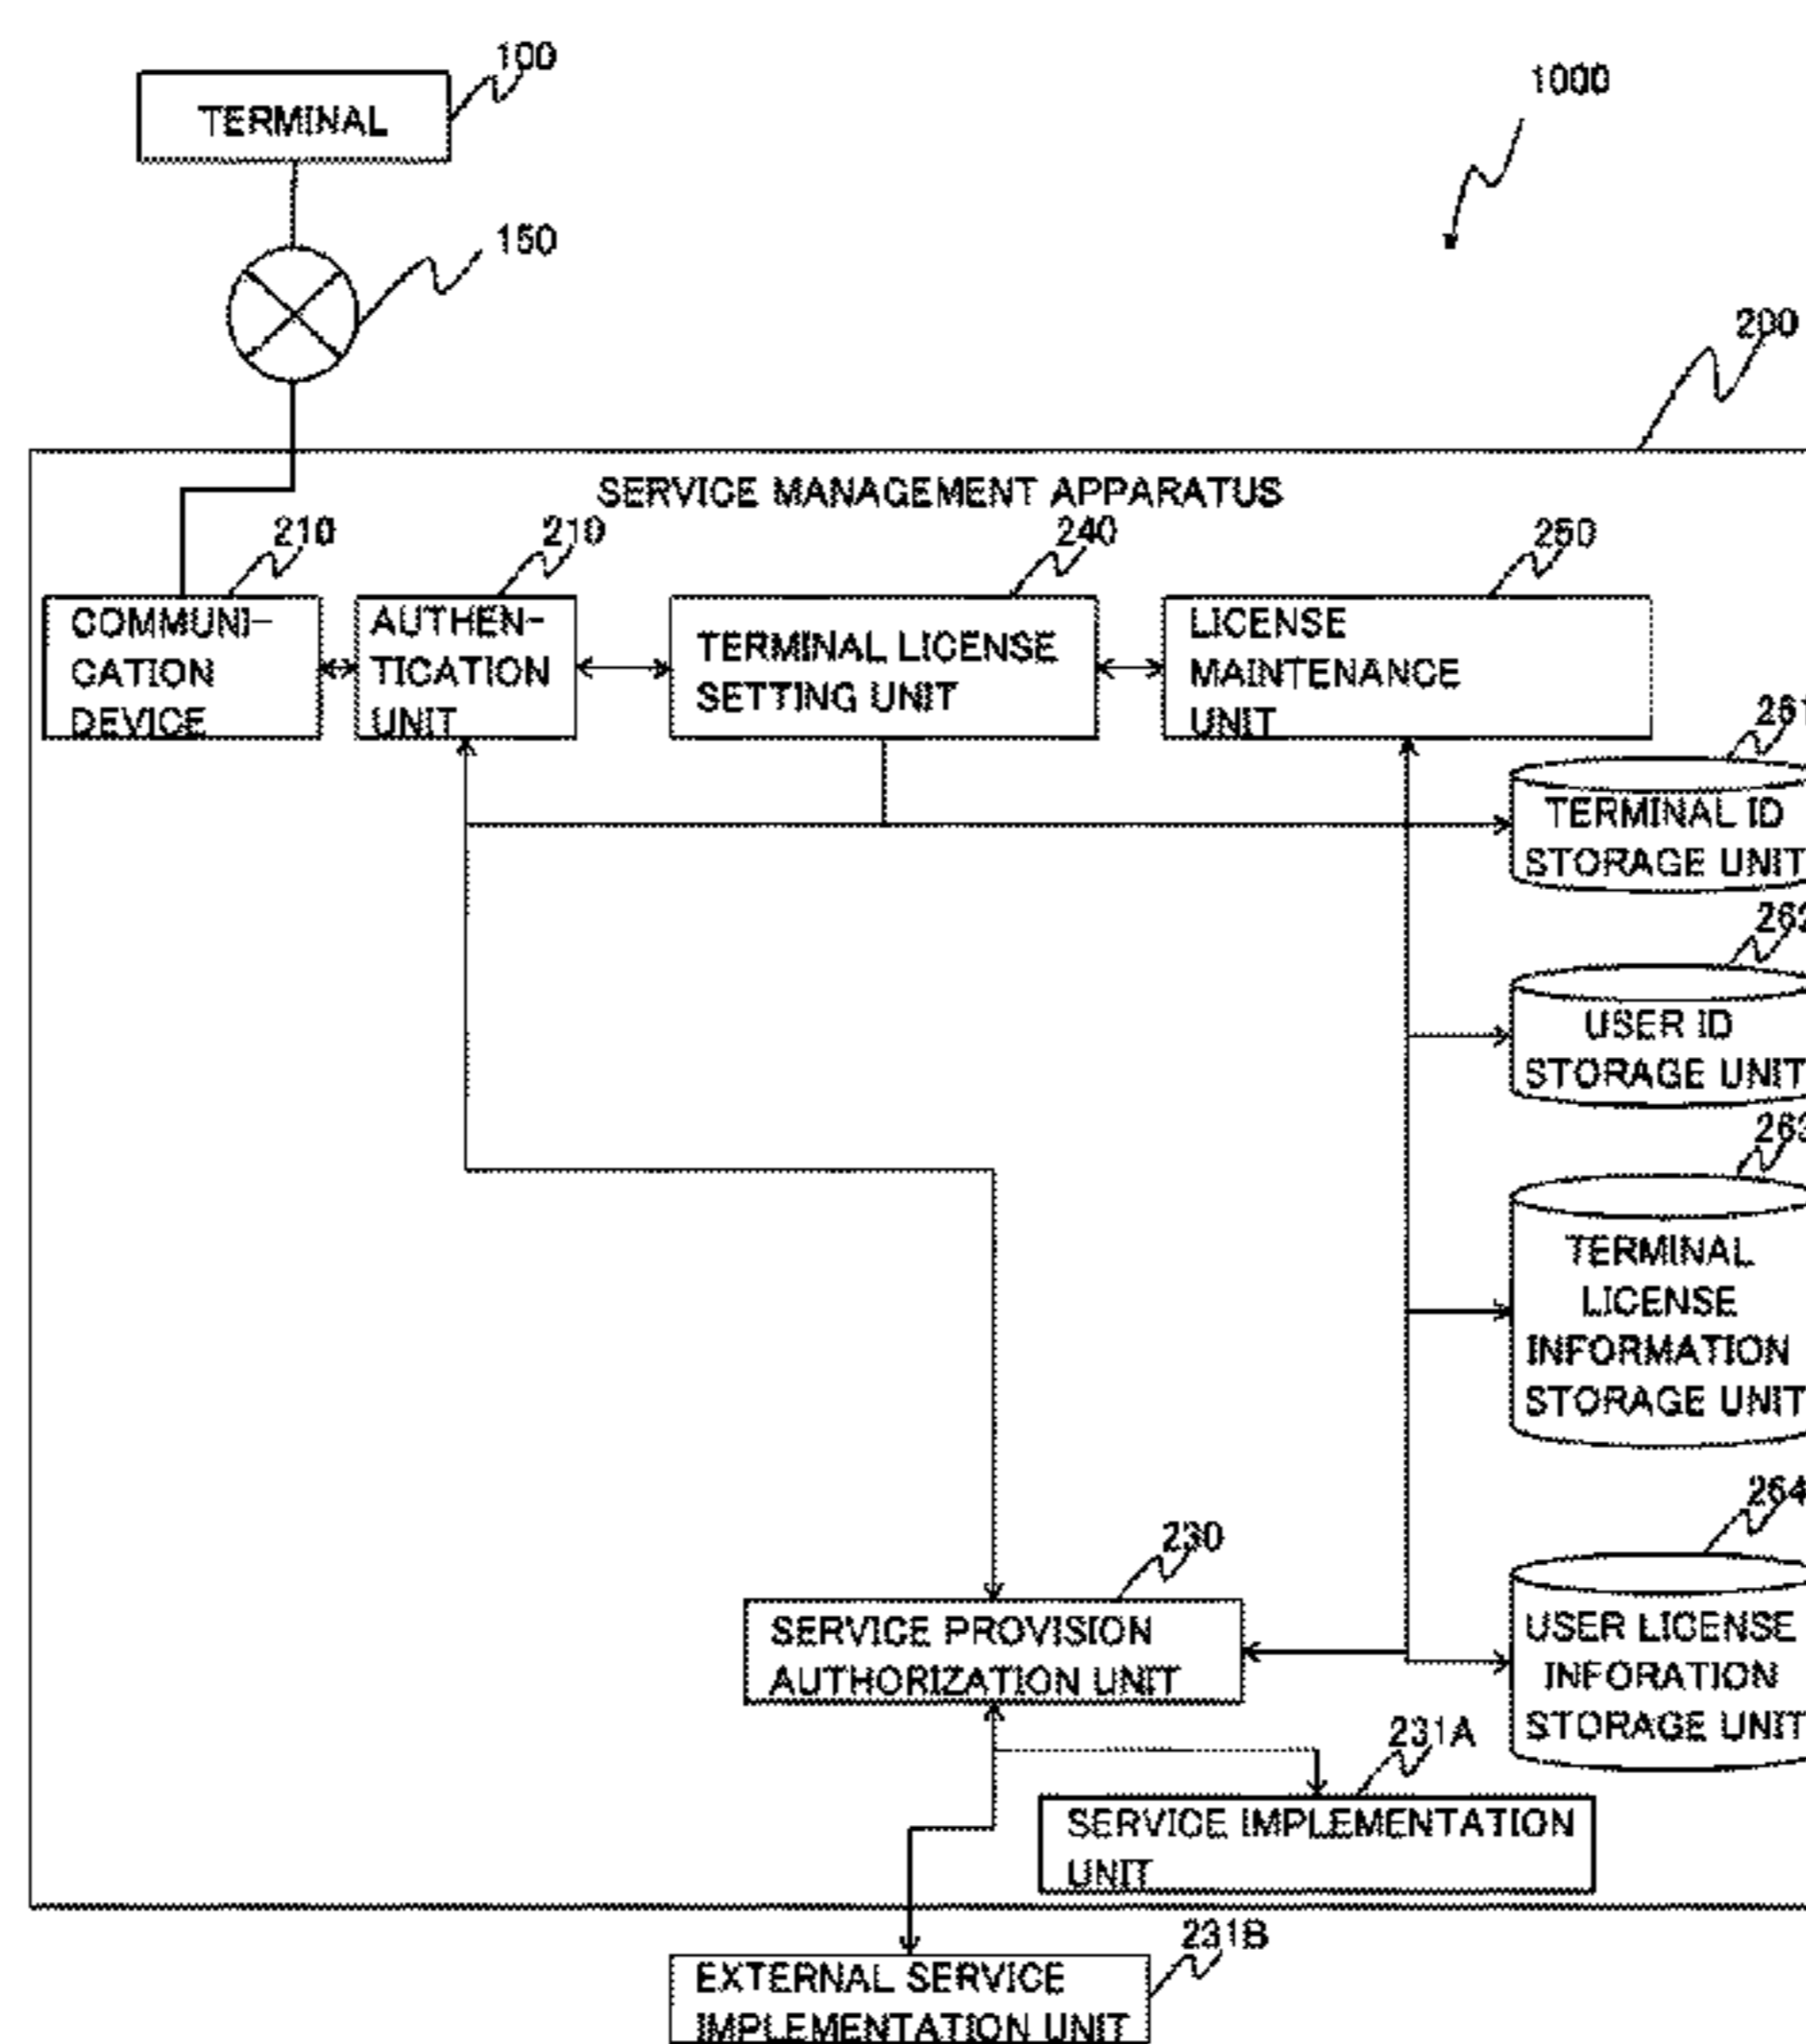 100
TERMINAL
1000
150
200
SERVICE MANAGEMENT APPARATUS
210
210
240
250
COMMUNI-
CATION
DEVICE
AUTHEN-
TICATION
UNIT
TERMINAL LICENSE
SETTING UNIT
LICENSE
MAINTENANCE
UNIT
261
TERMINAL ID
STORAGE UNIT
262
USER ID
STORAGE UNIT
263
TERMINAL
LICENSE
INFORMATION
STORAGE UNIT
264
USER LICENSE
INFORATION
STORAGE UNIT
230
SERVICE PROVISION
AUTHORIZATION UNIT
231A
SERVICE IMPLEMENTATION
UNIT
231B
EXTERNAL SERVICE
IMPLEMENTATION UNIT